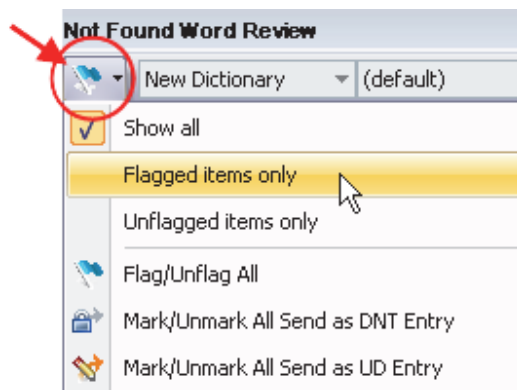 Not Found Word Review
New Dictionary (default)
Show all
Flagged items only
Unflagged items only
Flag/Unflag All
Mark/Unmark All Send as DNT Entry
Mark/Unmark All Send as UD Entry